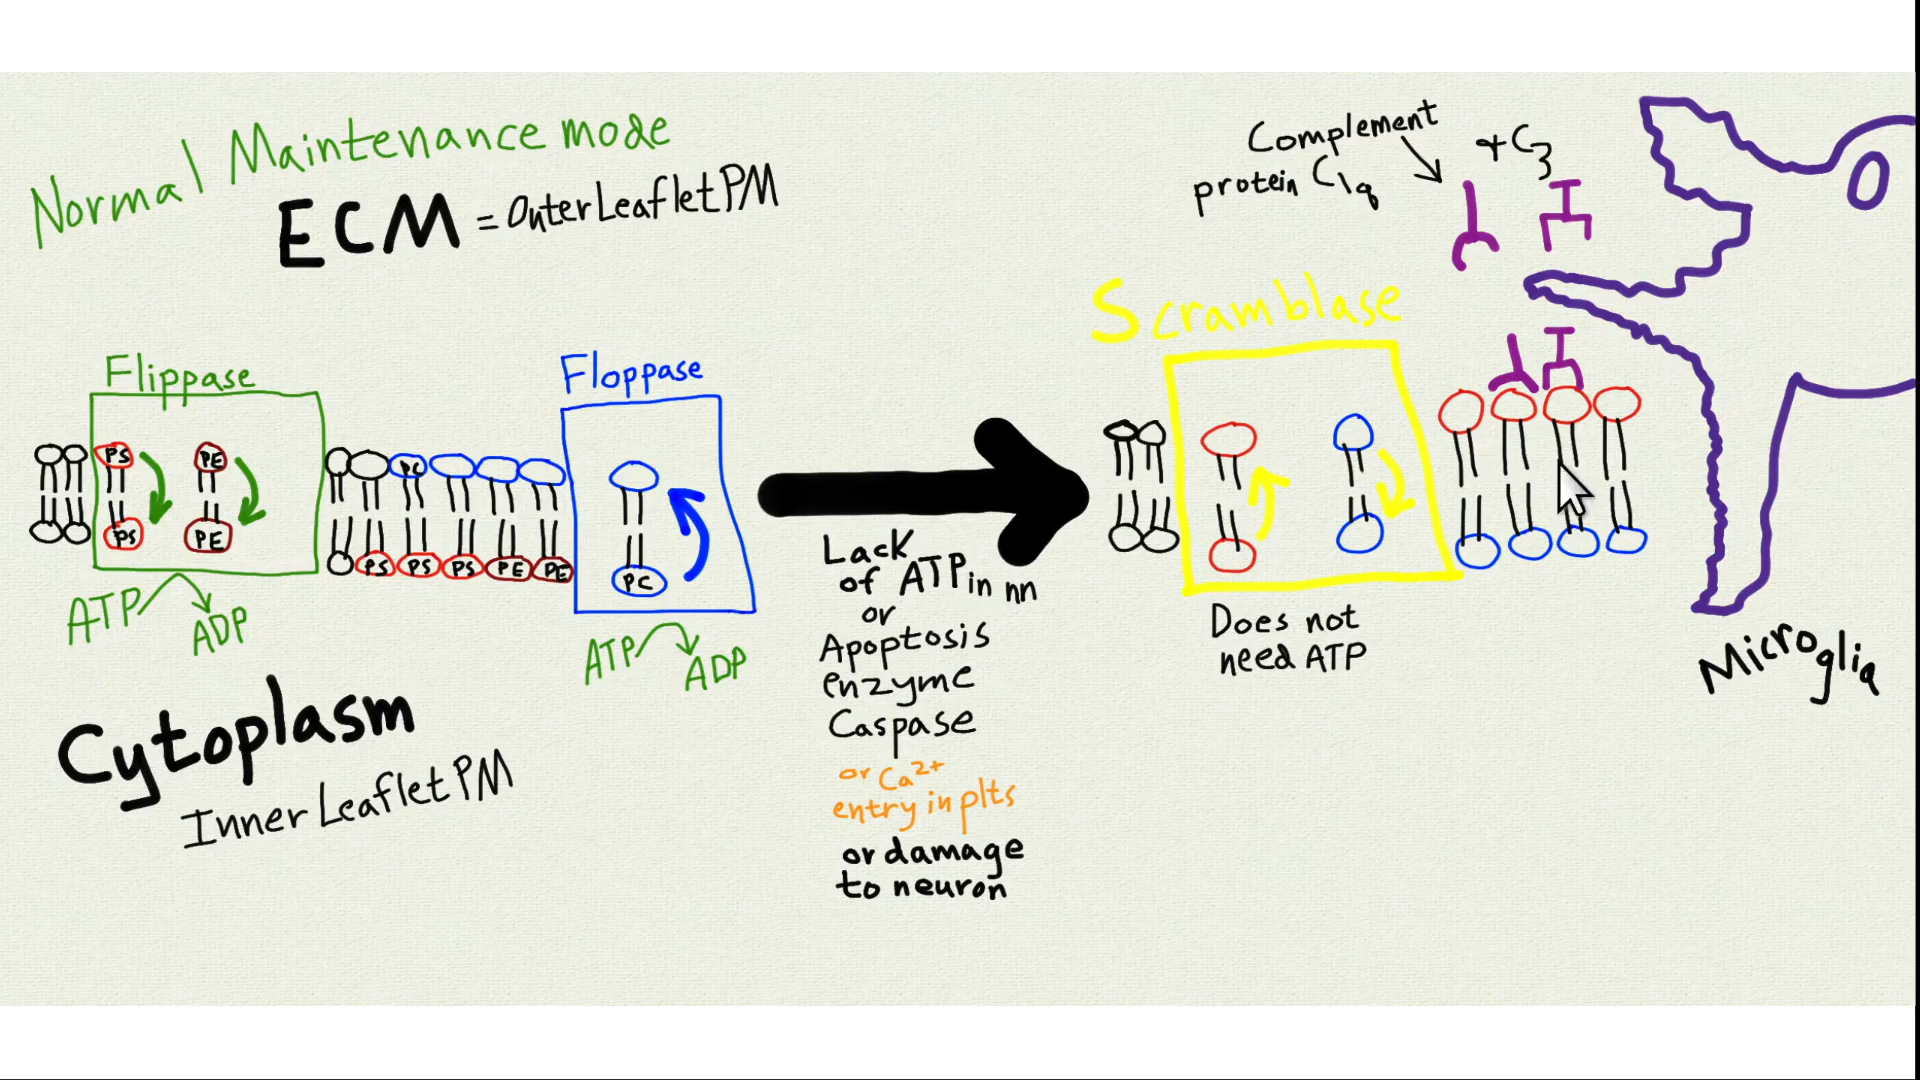 Normal Maintenance mode
ECM = Outer Leaflet PM
Flippase
PS
PE
PS
PE
ATP
ADP
PC
PS PS PS PE PE
Floppase
PC
ATP
ADP
Cytoplasm
Inner Leaflet PM
Lack
of ATP in nn
or
Apoptosis
enzyme
Caspase
or Ca2+
entry in plts
or damage
to neuron
Complement
protein C1q
+ C3
Scramblase
Does not
need ATP
Microglia